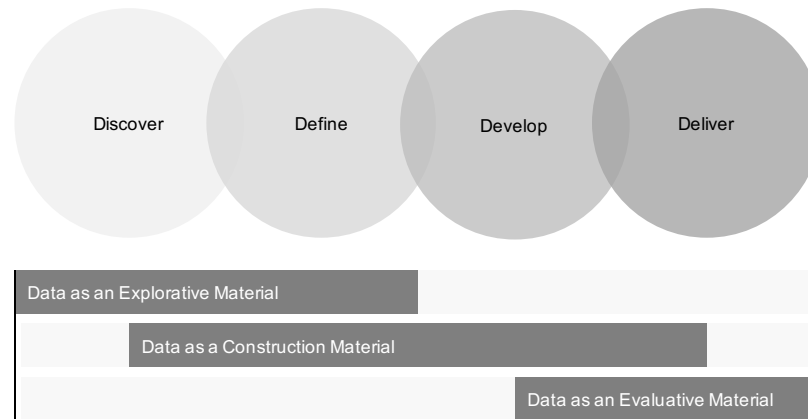 Discover
Define
Develop
Deliver
Data as an Explorative Material
Data as a Construction Material
Data as an Evaluative Material